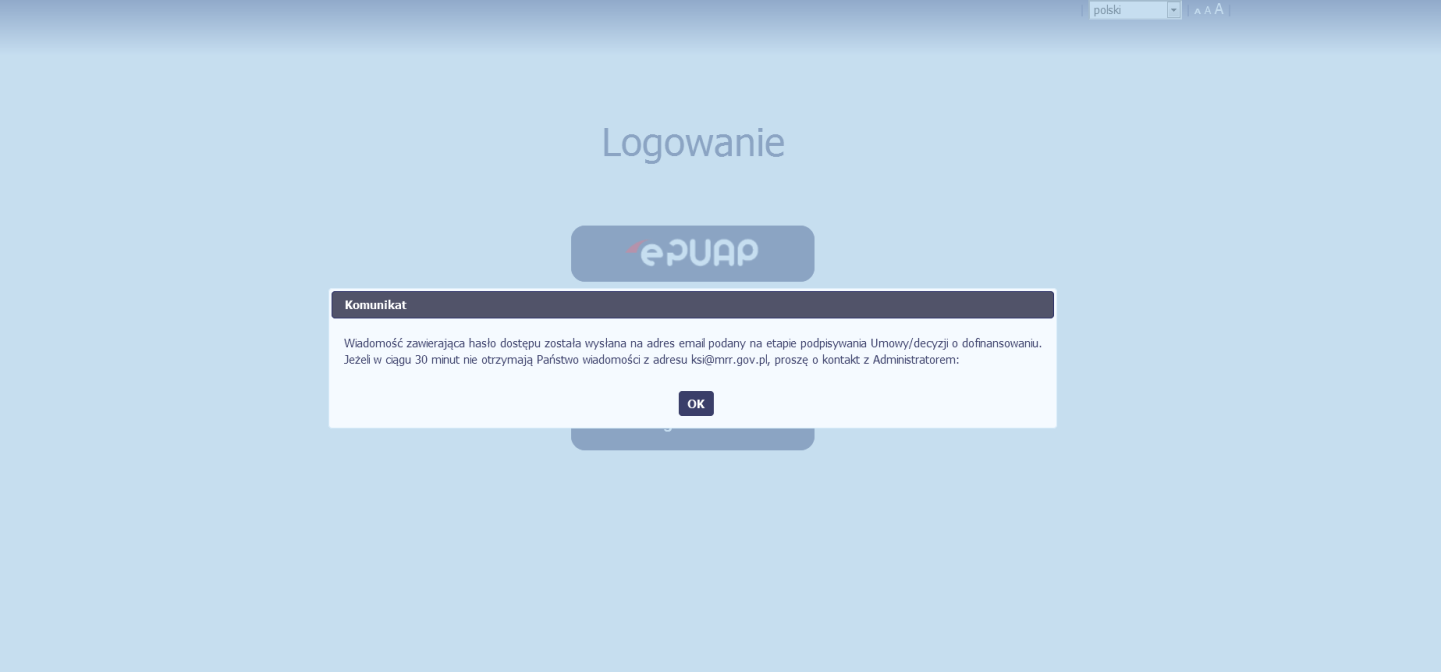 polski
A A A
Logowanie
ePUAP
Komunikat
Wiadomość zawierająca hasło dostępu została wysłana na adres email podany na etapie podpisywania Umowy/decyzji o dofinansowaniu.
Jeżeli w ciągu 30 minut nie otrzymają Państwo wiadomości z adresu ksi@mrr.gov.pl, proszę o kontakt z Administratorem:
OK